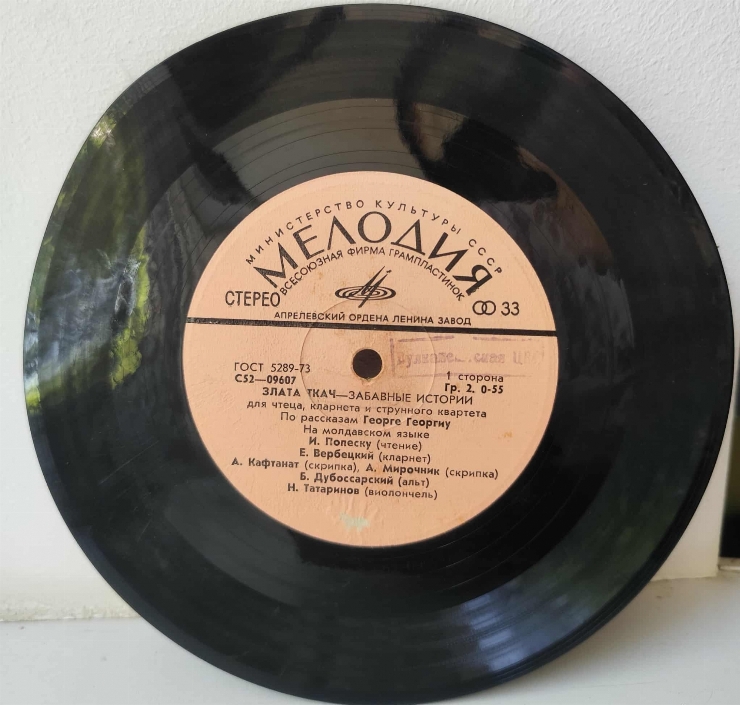 МИНИСТЕРСТВО КУЛЬТУРЫ СССР
МЕЛОДИЯ
ВСЕСОЮЗНАЯ ФИРМА ГРАМПЛАСТИНОК
СТЕРЕО
33
АПРЕЛЕВСКИЙ ОРДЕНА ЛЕНИНА ЗАВОД
ГОСТ 5289-73
С52—09607
1 сторона
Гр. 2. 0-55
ЗЛАТА ТКАЧ—ЗАБАВНЫЕ ИСТОРИИ
для чтеца, кларнета и струнного квартета
По рассказам Георге Георгиу
На молдавском языке
И. Попеску (чтение)
Е. Вербецкий (кларнет)
А. Кафтанат (скрипка), А. Мирочник (скрипка)
Б. Дубоссарский (альт)
Н. Татаринов (виолончель)